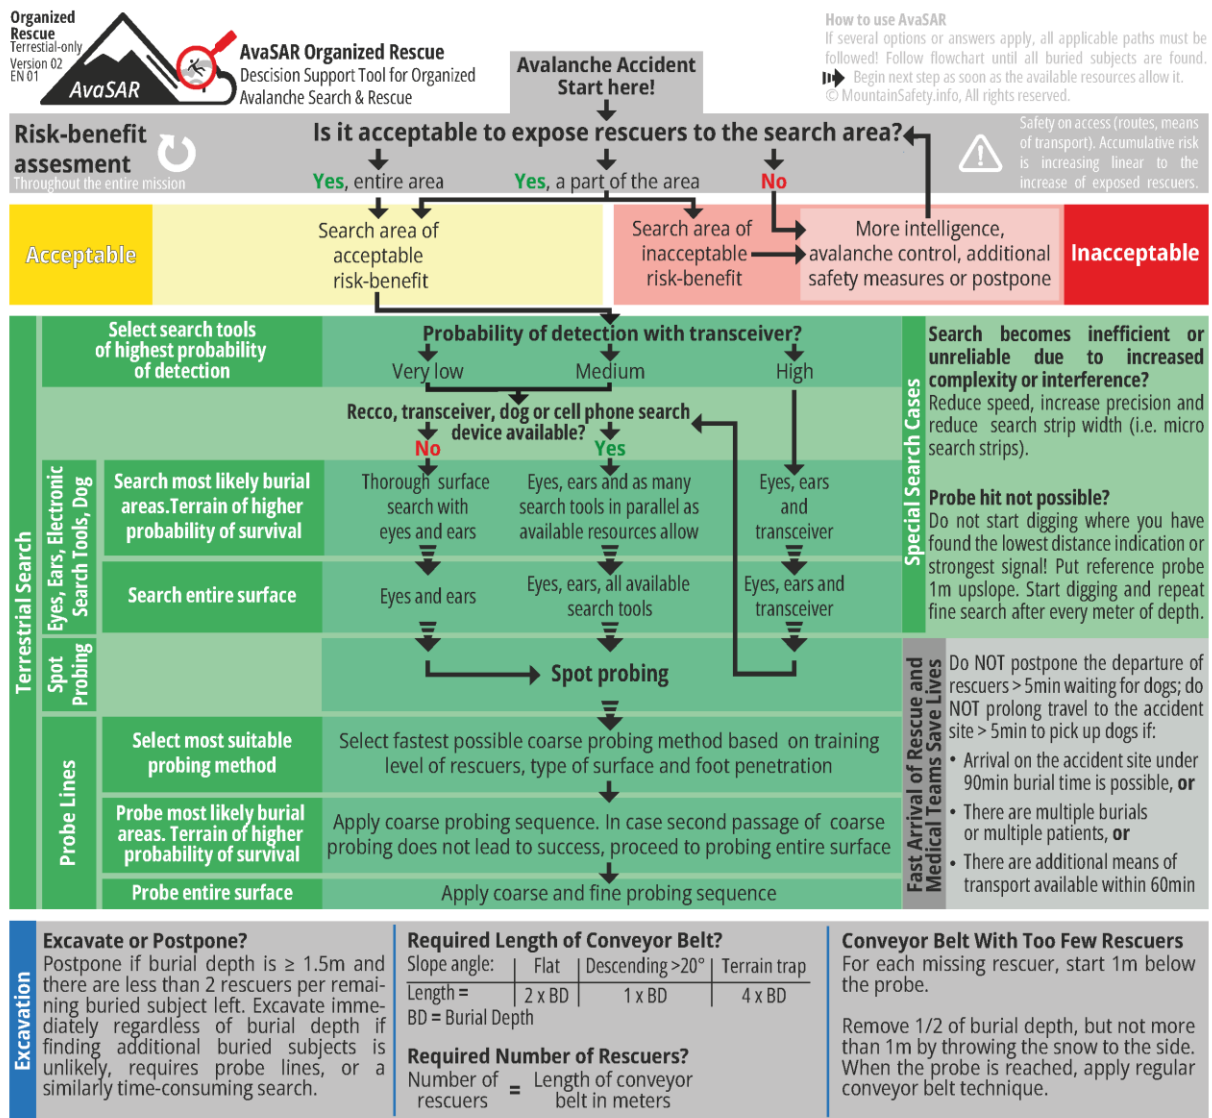 Organized
Rescue
Terrestial-only
Version 02
EN 01
AvaSAR
AvaSAR Organized Rescue
Descision Support Tool for Organized
Avalanche Search & Rescue
Avalanche Accident
Start here!
How to use AvaSAR
If several options or answers apply, all applicable paths must be
followed! Follow flowchart until all buried subjects are found.
Begin next step as soon as the available resources allow it.
© MountainSafety.info, All rights reserved.
Risk-benefit
assesment
Throughout the entire mission
Is it acceptable to expose rescuers to the search area?
Yes, entire area
Yes, a part of the area
No
Safety on access (routes, means
of transport). Accumulative risk
is increasing linear to the
increase of exposed rescuers.
Acceptable
Search area of
acceptable
risk-benefit
Search area of
inacceptable
risk-benefit
More intelligence,
avalanche control, additional
safety measures or postpone
Inacceptable
Terrestrial Search
Select search tools
of highest probability
of detection
Probability of detection with transceiver?
Very low
Medium
High
Recco, transceiver, dog or cell phone search
device available?
No
Yes
Eyes, Ears, Electronic
Search Tools, Dog
Search most likely burial
areas.Terrain of higher
probability of survival
Thorough surface
search with
eyes and ears
Eyes, ears and as many
search tools in parallel as
available resources allow
Eyes, ears
and
transceiver
Search entire surface
Eyes and ears
Eyes, ears, all available
search tools
Eyes, ears and
transceiver
Spot
Probing
Spot probing
Probe Lines
Select most suitable
probing method
Select fastest possible coarse probing method based on training
level of rescuers, type of surface and foot penetration
Probe most likely burial
areas. Terrain of higher
probability of survival
Apply coarse probing sequence. In case second passage of coarse
probing does not lead to success, proceed to probing entire surface
Probe entire surface
Apply coarse and fine probing sequence
Special Search Cases
Search becomes inefficient or
unreliable due to increased
complexity or interference?
Reduce speed, increase precision and
reduce search strip width (i.e. micro
search strips).
Probe hit not possible?
Do not start digging where you have
found the lowest distance indication or
strongest signal! Put reference probe
1m upslope. Start digging and repeat
fine search after every meter of depth.
Fast Arrival of Rescue and
Medical Teams Save Lives
Do NOT postpone the departure of
rescuers > 5min waiting for dogs; do
NOT prolong travel to the accident
site > 5min to pick up dogs if:
• Arrival on the accident site under
90min burial time is possible, or
• There are multiple burials
or multiple patients, or
• There are additional means of
transport available within 60min
Excavation
Excavate or Postpone?
Postpone if burial depth is ≥ 1.5m and
there are less than 2 rescuers per remai-
ning buried subject left. Excavate imme-
diately regardless of burial depth if
finding additional buried subjects is
unlikely, requires probe lines, or a
similarly time-consuming search.
Required Length of Conveyor Belt?
Slope angle: Flat Descending >20° Terrain trap
Length = 2 x BD 1 x BD 4 x BD
BD = Burial Depth
Required Number of Rescuers?
Number of
rescuers
=
Length of conveyor
belt in meters
Conveyor Belt With Too Few Rescuers
For each missing rescuer, start 1m below
the probe.
Remove 1/2 of burial depth, but not more
than 1m by throwing the snow to the side.
When the probe is reached, apply regular
conveyor belt technique.